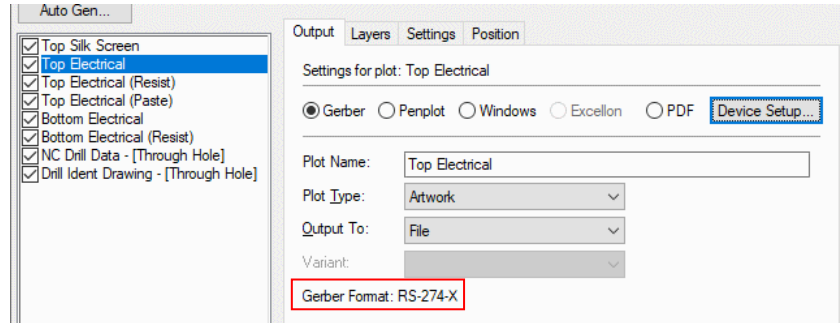 Auto Gen...
Top Silk Screen
Top Electrical
Top Electrical (Resist)
Top Electrical (Paste)
Bottom Electrical
Bottom Electrical (Resist)
NC Drill Data - [Through Hole]
Drill Ident Drawing - [Through Hole]
Output Layers Settings Position
Settings for plot: Top Electrical
Gerber Penplot Windows Excellon PDF Device Setup...
Plot Name: Top Electrical
Plot Type: Artwork
Output To: File
Variant:
Gerber Format: RS-274-X